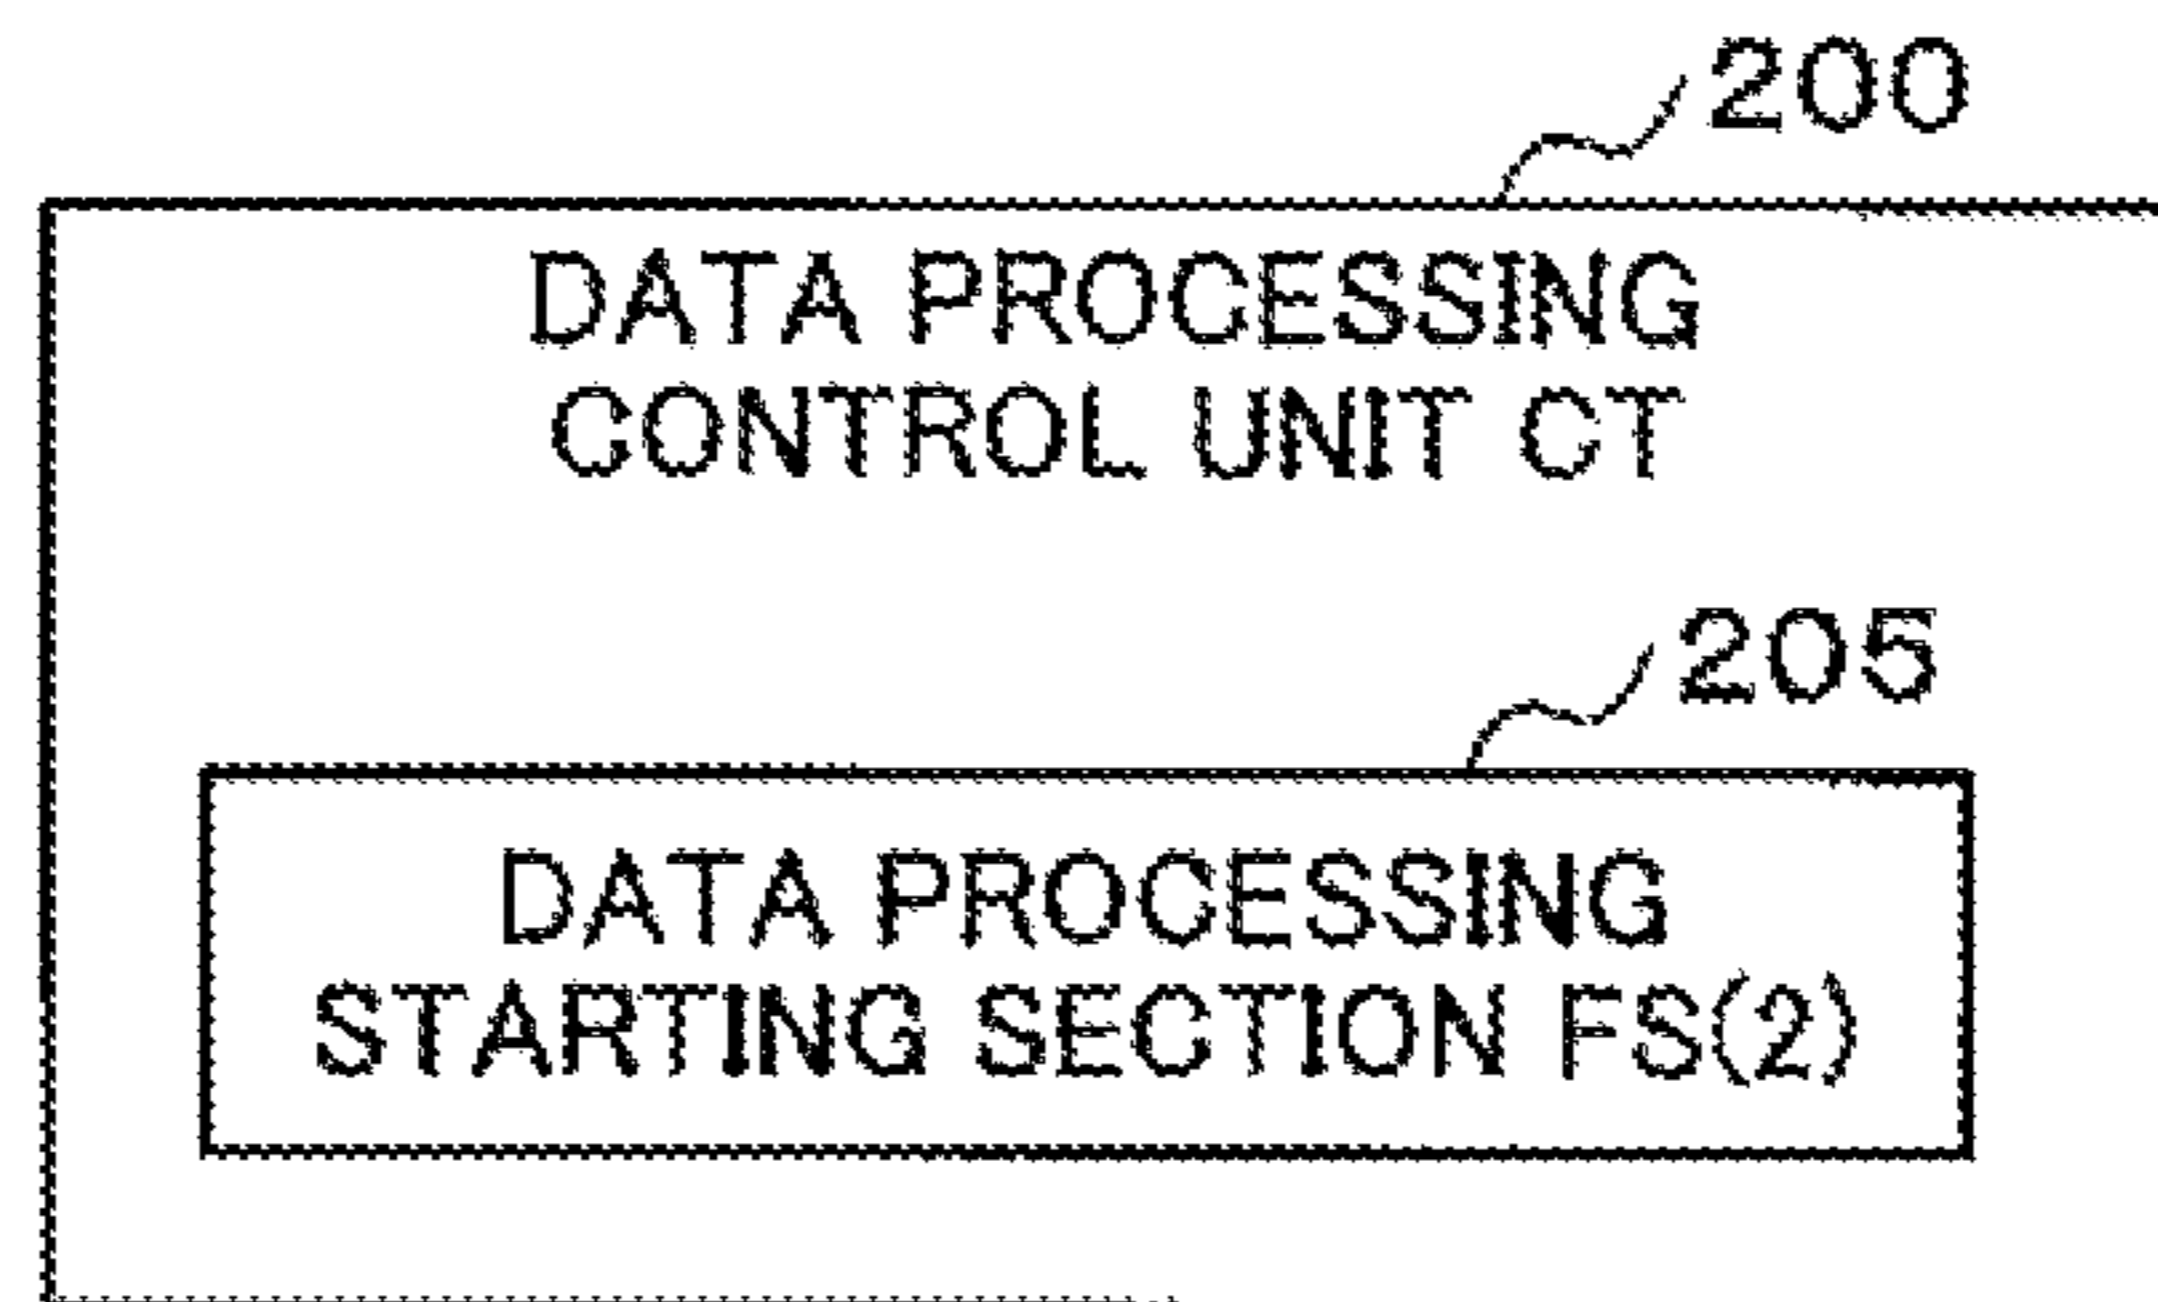 200
DATA PROCESSING
CONTROL UNIT CT
205
DATA PROCESSING
STARTING SECTION FS(2)